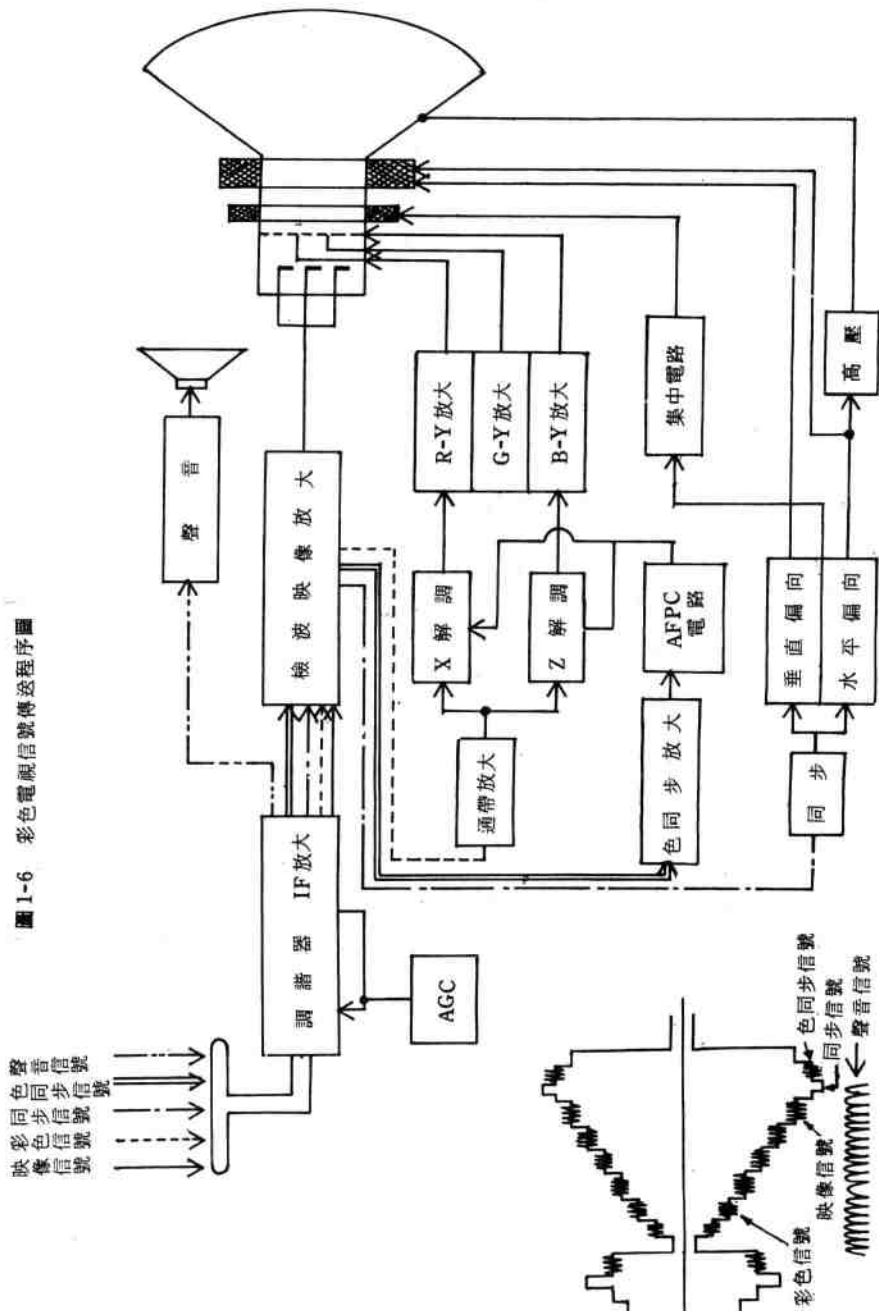 圖1-6 彩色電視信號傳送程序圖
聲音信號
色同步信號
同步信號
彩色信號
映像信號
調諧器 IF放大
AGC
聲音
檢波映像放大
通帶放大
X解調
Z解調
R-Y放大
G-Y放大
B-Y放大
色同步放大
AFPC
電路
集中電路
同步
垂直偏向
水平偏向
高壓
彩色信號
映像信號
色同步信號
同步信號
聲音信號